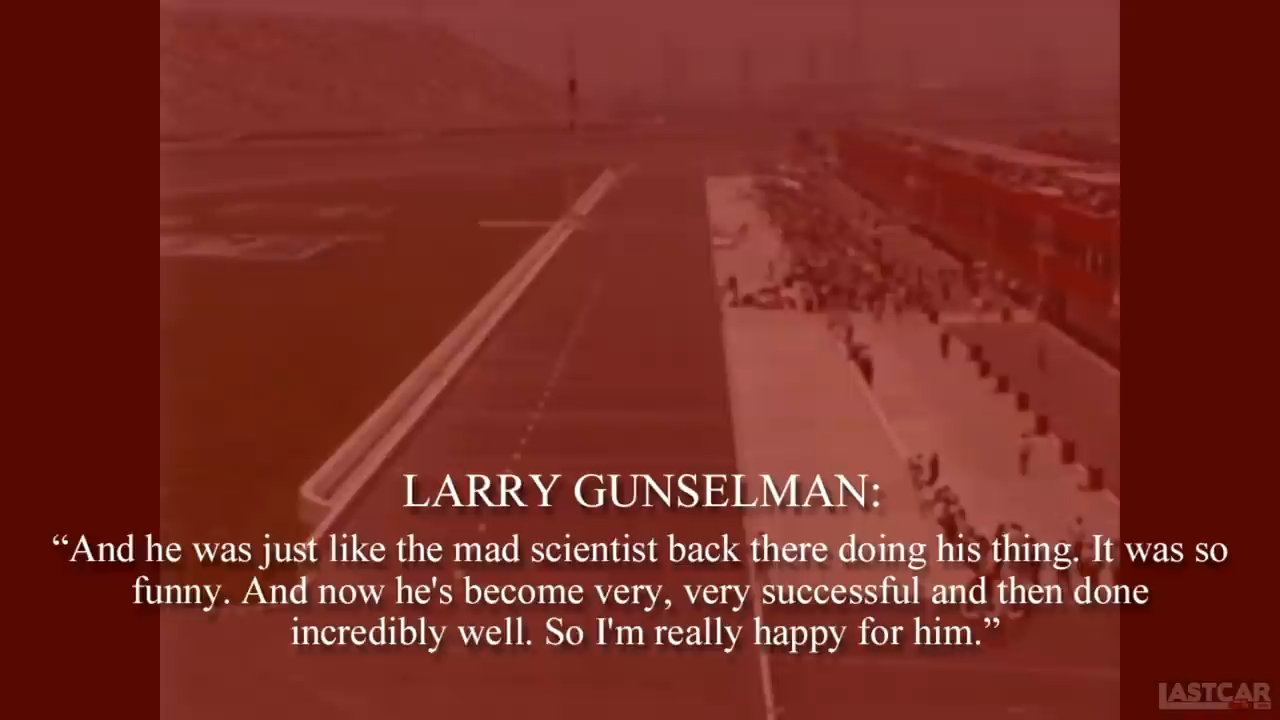 LARRY GUNSELMAN:
“And he was just like the mad scientist back there doing his thing. It was so
funny. And now he's become very, very successful and then done
incredibly well. So I'm really happy for him.”
LASTCAR